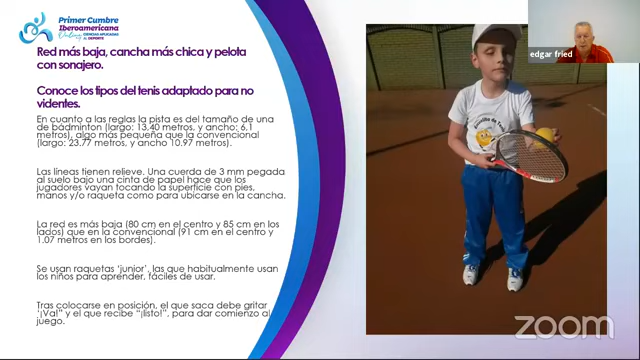 Primer Cumbre
Iberoamericana
Online CIENCIAS APLICADAS
AL DEPORTE
Red más baja, cancha más chica y pelota
con sonajero.
Conoce los tipos del tenis adaptado para no
videntes.
En cuanto a las reglas la pista es del tamaño de una
de bádminton (largo: 13,40 metros, y ancho: 6.1
metros), algo más pequeña que la convencional
(largo: 23.77 metros, y ancho 10.97 metros).
Las líneas tienen relieve. Una cuerda de 3 mm pegada
al suelo bajo una cinta de papel hace que los
jugadores vayan tocando la superficie con pies,
manos y/o raqueta como para ubicarse en la cancha.
La red es más baja (80 cm en el centro y 85 cm en los
lados) que en la convencional (91 cm en el centro y
1.07 metros en los bordes).
Se usan raquetas ‘junior’, las que habitualmente usan
los niños para aprender, fáciles de usar.
Tras colocarse en posición, el que saca debe gritar
‘¡Va!” y el que recibe “¡listo!”, para dar comienzo al
juego.
edgar fried
zoom